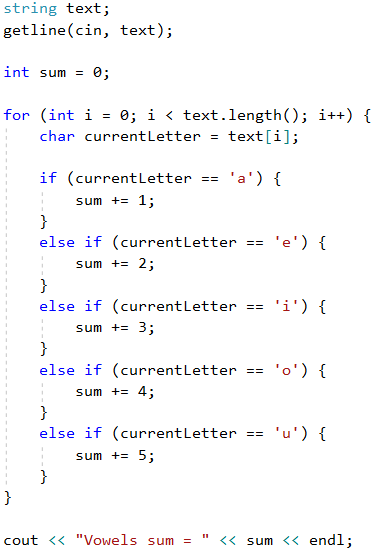 string text;
getline(cin, text);
int sum = 0;
for (int i = 0; i < text.length(); i++) {
char currentLetter = text[i];
if (currentLetter == 'a') {
sum += 1;
}
else if (currentLetter == 'e') {
sum += 2;
}
else if (currentLetter == 'i') {
sum += 3;
}
else if (currentLetter == 'o') {
sum += 4;
}
else if (currentLetter == 'u') {
sum += 5;
}
}
cout << "Vowels sum = " << sum << endl;